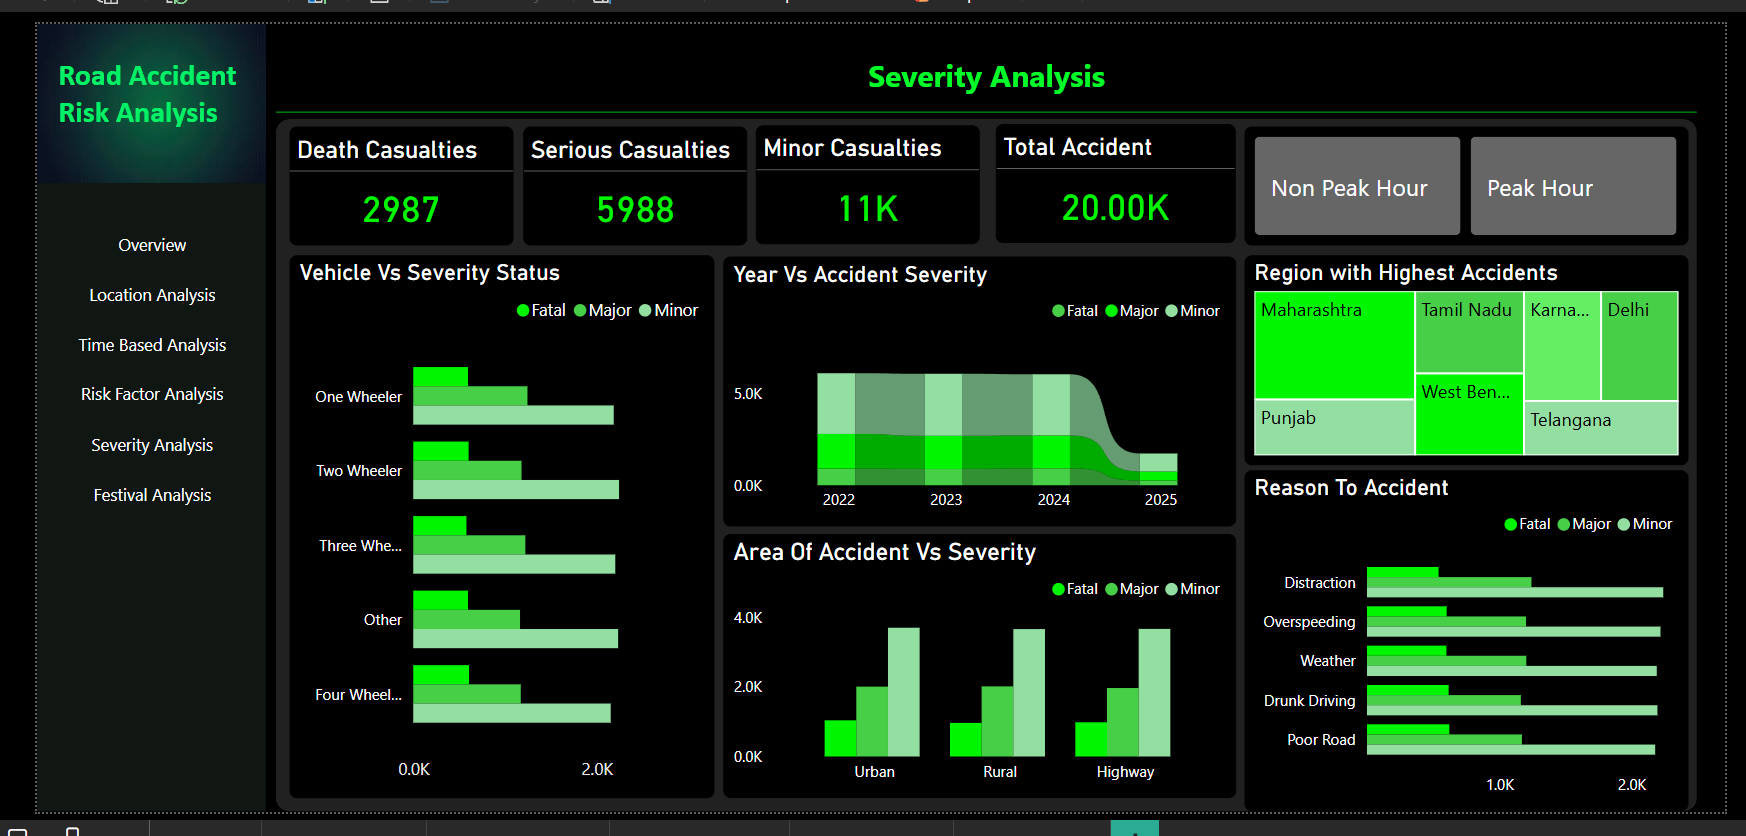 Road Accident
Risk Analysis
Overview
Location Analysis
Time Based Analysis
Risk Factor Analysis
Severity Analysis
Festival Analysis
Severity Analysis
Death Casualties
2987
Serious Casualties
5988
Minor Casualties
11K
Total Accident
20.00K
Non Peak Hour
Peak Hour
Vehicle Vs Severity Status
Fatal Major Minor
One Wheeler
Two Wheeler
Three Whe...
Other
Four Wheel...
0.0K 2.0K
Year Vs Accident Severity
Fatal Major Minor
5.0K
0.0K
2022 2023 2024 2025
Area Of Accident Vs Severity
Fatal Major Minor
4.0K
2.0K
0.0K
Urban Rural Highway
Region with Highest Accidents
Maharashtra Tamil Nadu Karna... Delhi
West Ben...
Punjab Telangana
Reason To Accident
Fatal Major Minor
Distraction
Overspeeding
Weather
Drunk Driving
Poor Road
1.0K 2.0K